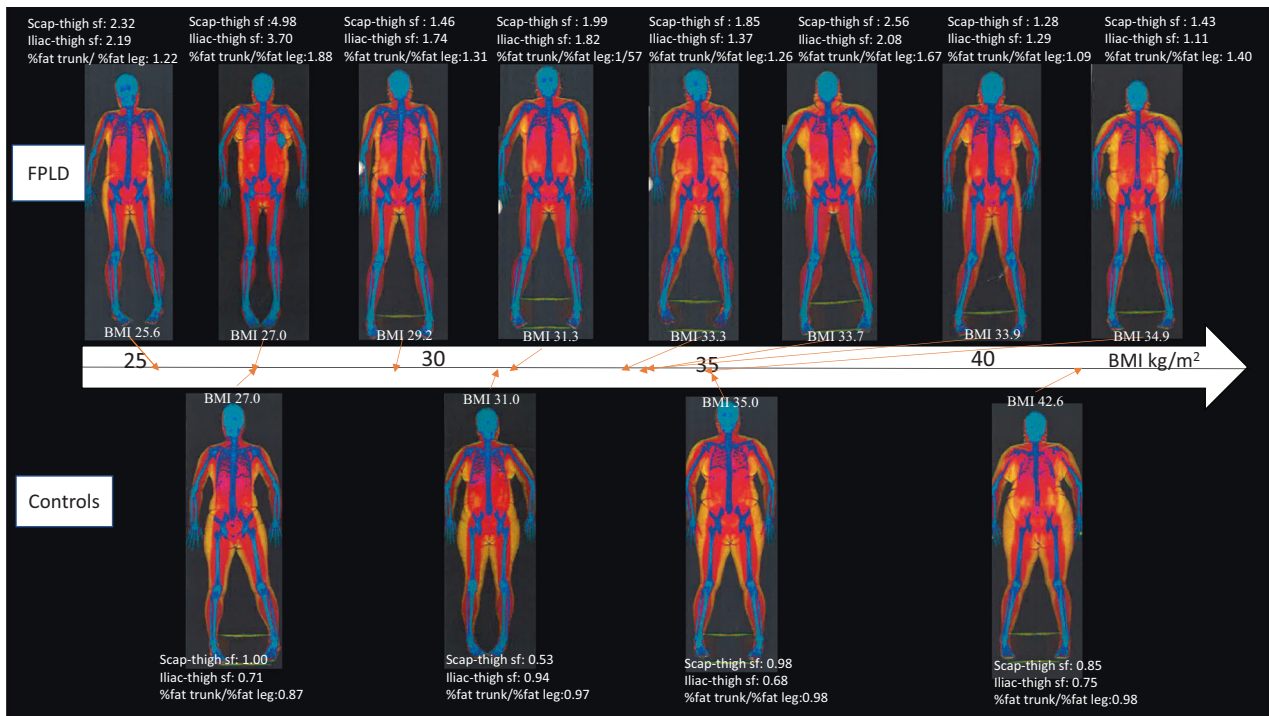 Scap-thigh sf: 2.32
Iliac-thigh sf: 2.19
%fat trunk/ %fat leg: 1.22
Scap-thigh sf:4.98
Iliac-thigh sf: 3.70
%fat trunk/%fat leg:1.88
Scap-thigh sf : 1.46
Iliac-thigh sf: 1.74
%fat trunk/%fat leg:1.31
Scap-thigh sf : 1.99
Iliac-thigh sf: 1.82
%fat trunk/%fat leg:1/57
Scap-thigh sf : 1.85
Iliac-thigh sf: 1.37
%fat trunk/%fat leg:1.26
Scap-thigh sf : 2.56
Iliac-thigh sf: 2.08
%fat trunk/%fat leg:1.67
Scap-thigh sf : 1.28
Iliac-thigh sf: 1.29
%fat trunk/%fat leg:1.09
Scap-thigh sf : 1.43
Iliac-thigh sf: 1.11
%fat trunk/%fat leg: 1.40
FPLD
BMI 25.6
BMI 27.0
BMI 29.2
BMI 31.3
BMI 33.3
BMI 33.7
BMI 33.9
BMI 34.9
25
30
35
40
BMI kg/m²
BMI 27.0
BMI 31.0
BMI 35.0
BMI 42.6
Controls
Scap-thigh sf: 1.00
Iliac-thigh sf: 0.71
%fat trunk/%fat leg:0.87
Scap-thigh sf: 0.53
Iliac-thigh sf: 0.94
%fat trunk/%fat leg:0.97
Scap-thigh sf: 0.98
Iliac-thigh sf: 0.68
%fat trunk/%fat leg:0.98
Scap-thigh sf: 0.85
Iliac-thigh sf: 0.75
%fat trunk/%fat leg:0.98